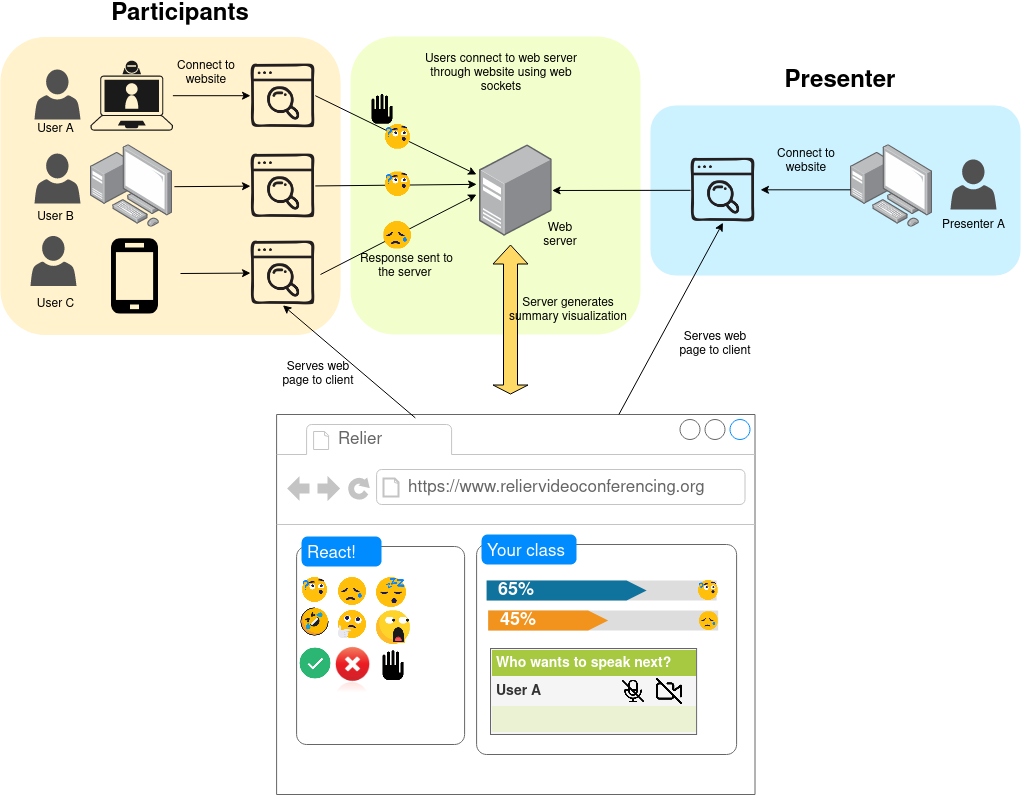 Participants
Connect to
website
User A
User B
User C
Users connect to web server
through website using web
sockets
Web
server
Response sent to
the server
Server generates
summary visualization
Presenter
Connect to
website
Presenter A
Serves web
page to client
Serves web
page to client
Relier
https://www.reliervideoconferencing.org
React!
Your class
65%
45%
Who wants to speak next?
User A